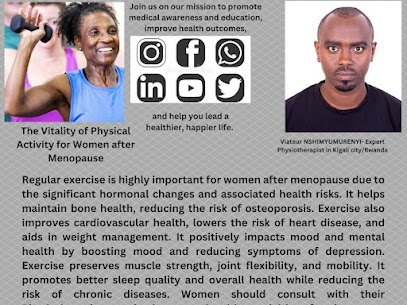 Join us on our mission to promote
medical awareness and education,
improve health outcomes,
in
and help you lead a
healthier, happier life.
The Vitality of Physical
Activity for Women after
Menopause
Viateur NSHIMYUMURENYI- Expert
Physiotherapist in Kigali city/Rwanda
Regular exercise is highly important for women after menopause due to
the significant hormonal changes and associated health risks. It helps
maintain bone health, reducing the risk of osteoporosis. Exercise also
improves cardiovascular health, lowers the risk of heart disease, and
aids in weight management. It positively impacts mood and mental
health by boosting mood and reducing symptoms of depression.
Exercise preserves muscle strength, joint flexibility, and mobility. It
promotes better sleep quality and overall health while reducing the
risk of chronic diseases. Women should consult with their